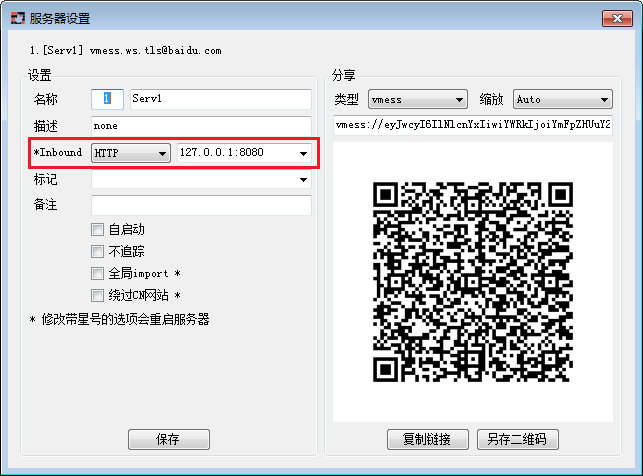 服务器设置
1.[Serv1] vmess.ws.tls@baidu.com
设置
名称 1 Serv1
描述 none
*Inbound HTTP 127.0.0.1:8080
标记
备注
自启动
不追踪
全局import *
绕过CN网站 *
* 修改带星号的选项会重启服务器
保存
分享
类型 vmess 缩放 Auto
复制链接 另存二维码